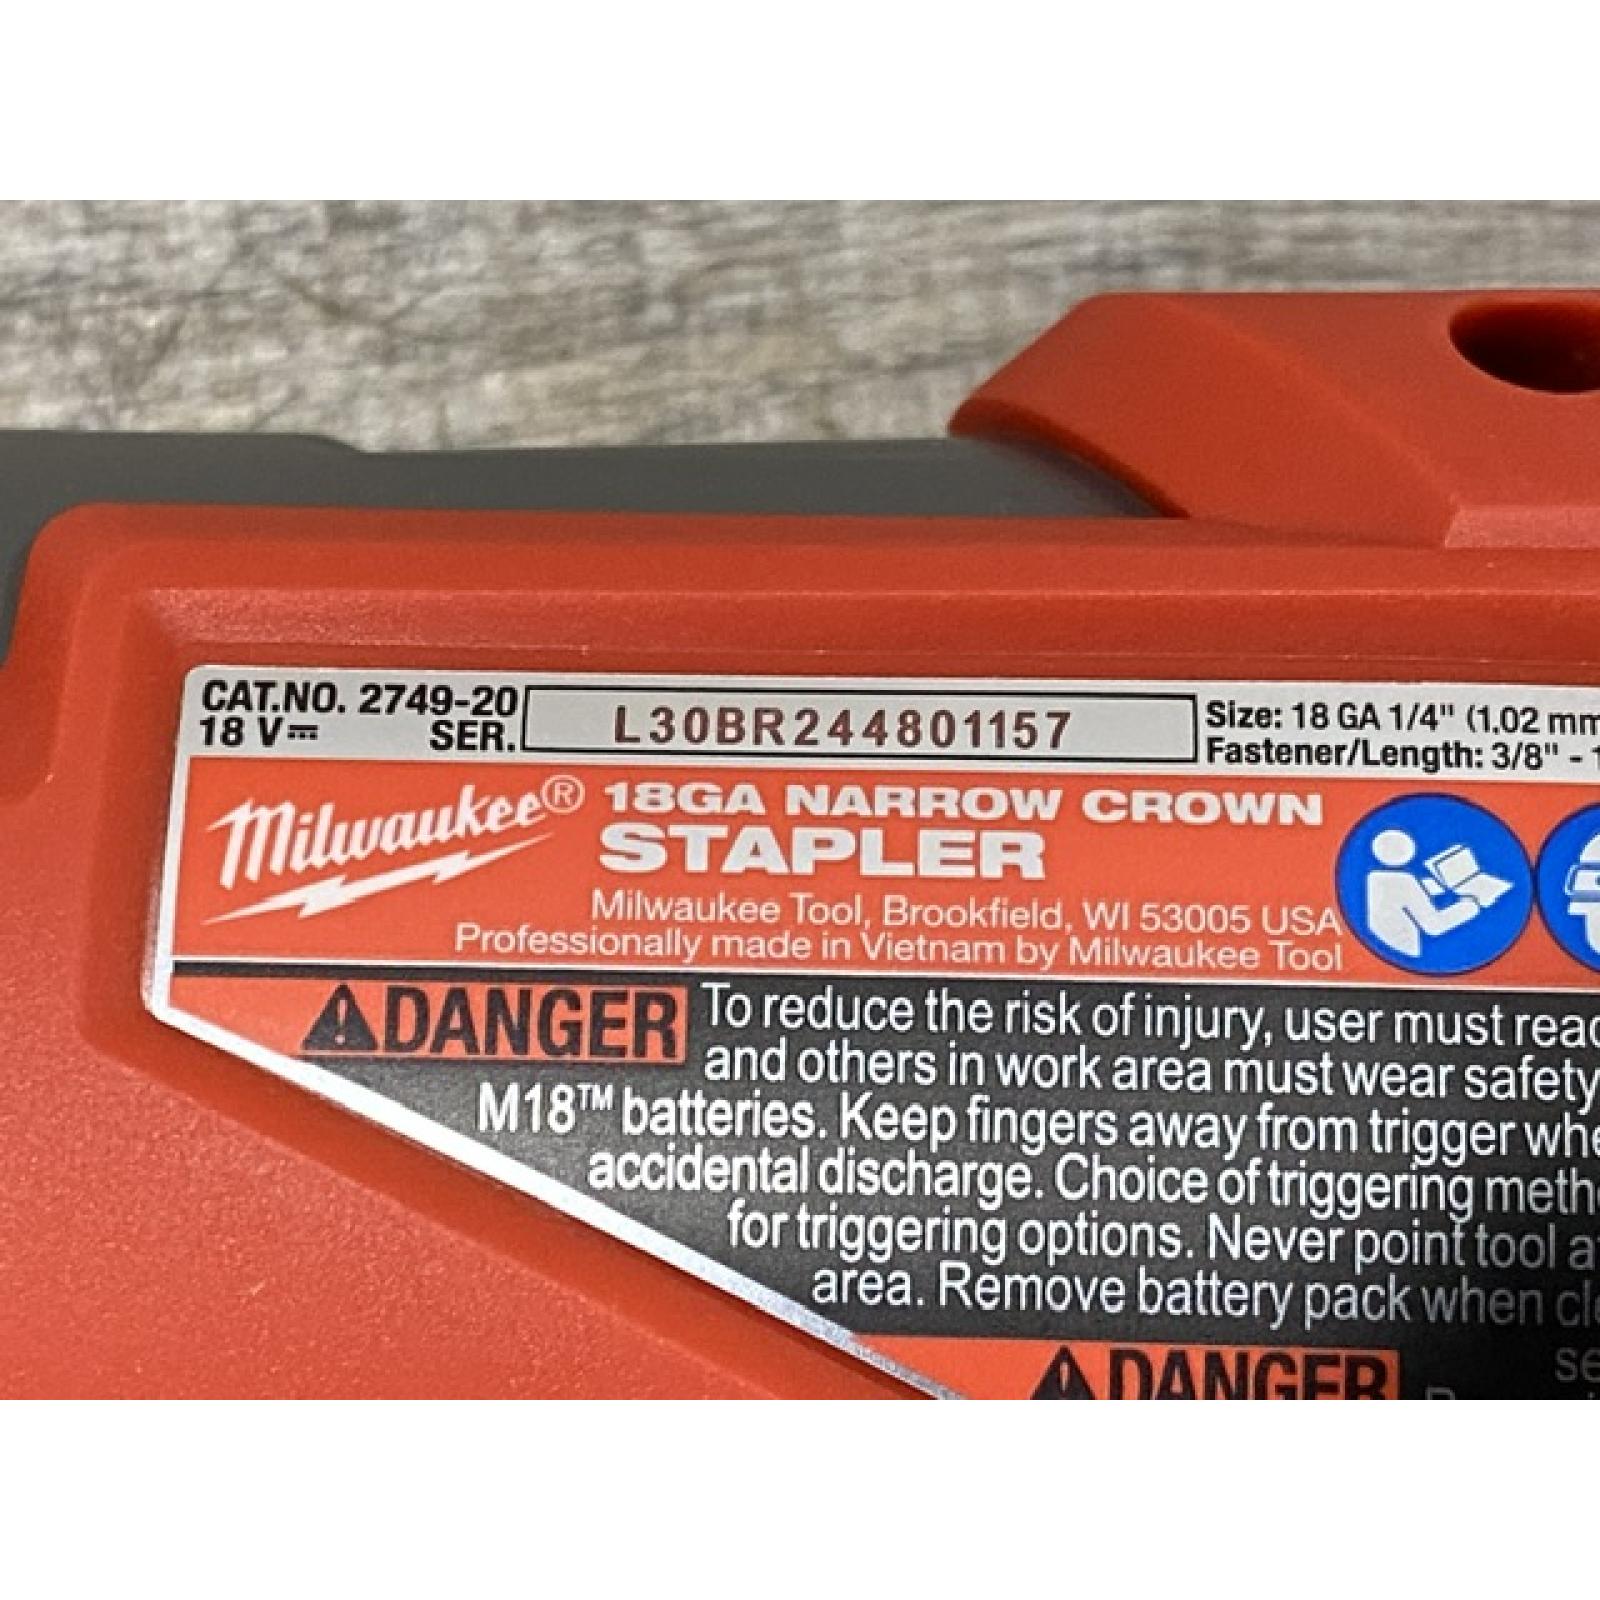 CAT.NO. 2749-20
18 V⎓ SER. L30BR244801157
Size: 18 GA 1/4" (1.02 mm
Fastener/Length: 3/8" -
Milwaukee® 18GA NARROW CROWN
STAPLER
Milwaukee Tool, Brookfield, WI 53005 USA
Professionally made in Vietnam by Milwaukee Tool
DANGER To reduce the risk of injury, user must read
and others in work area must wear safety
M18™ batteries. Keep fingers away from trigger
accidental discharge. Choice of triggering
for triggering options. Never point tool
area. Remove battery pack when
DANGER